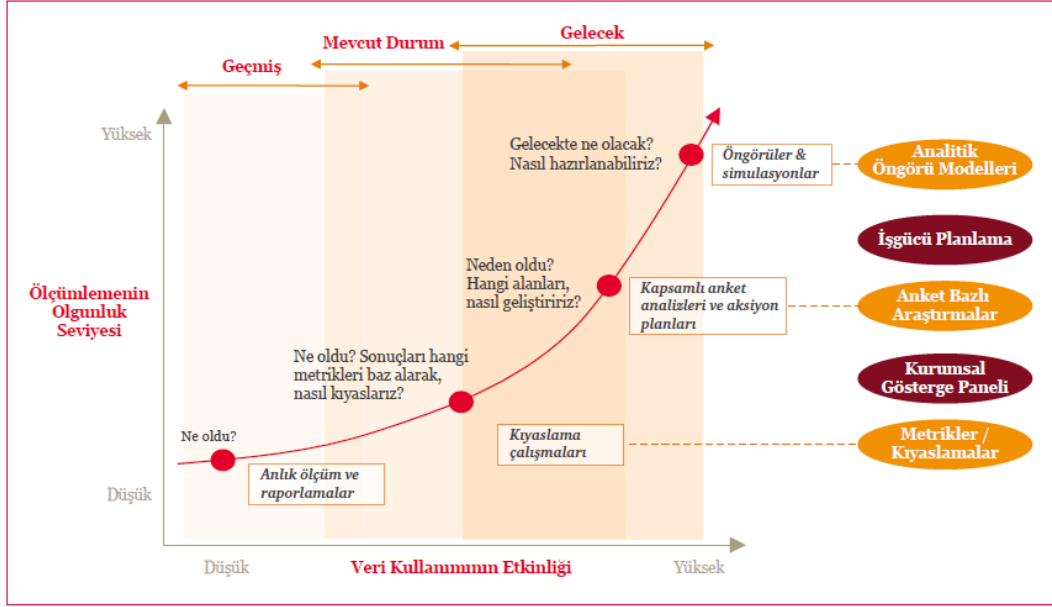 Gelecek
Mevcut Durum
Geçmiş
Yüksek
Gelecekte ne olacak?
Nasıl hazırlanabiliriz?
Öngörüler &
simulasyonlar
Analitik
Öngörü Modelleri
İşgücü Planlama
Neden oldu?
Hangi alanları,
nasıl geliştiririz?
Kapsamlı anket
analizleri ve aksiyon
planları
Anket Bazlı
Araştırmalar
Ölçümlemenin
Olgunluk
Seviyesi
Ne oldu? Sonuçları hangi
metrikleri baz alarak,
nasıl kıyaslarız?
Kurumsal
Gösterge Paneli
Ne oldu?
Kıyaslama
çalışmaları
Metrikler /
Kıyaslamalar
Anlık ölçüm ve
raporlamalar
Düşük
Düşük
Veri Kullanımının Etkinliği
Yüksek